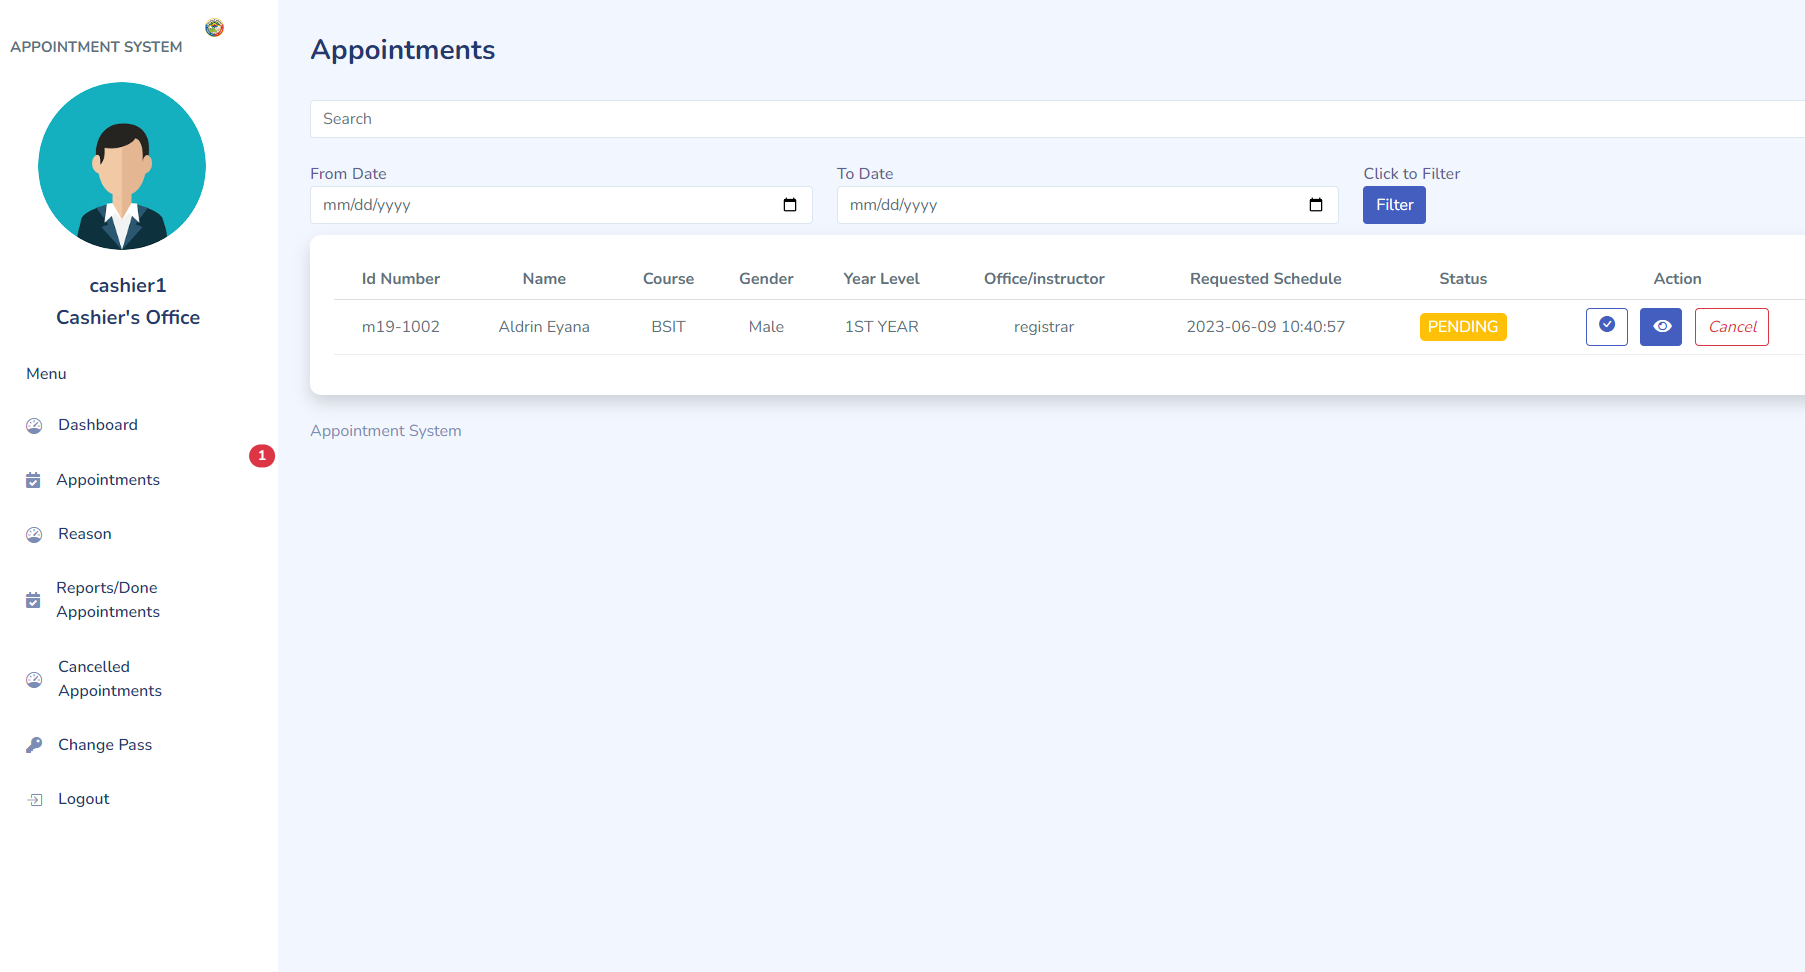 APPOINTMENT SYSTEM
cashier1
Cashier's Office
Menu
Dashboard
1
Appointments
Reason
Reports/Done
Appointments
Cancelled
Appointments
Change Pass
Logout
Appointments
Search
From Date To Date Click to Filter
mm/dd/yyyy mm/dd/yyyy Filter
Id Number Name Course Gender Year Level Office/instructor Requested Schedule Status Action
m19-1002 Aldrin Eyana BSIT Male 1ST YEAR registrar 2023-06-09 10:40:57 PENDING Cancel
Appointment System